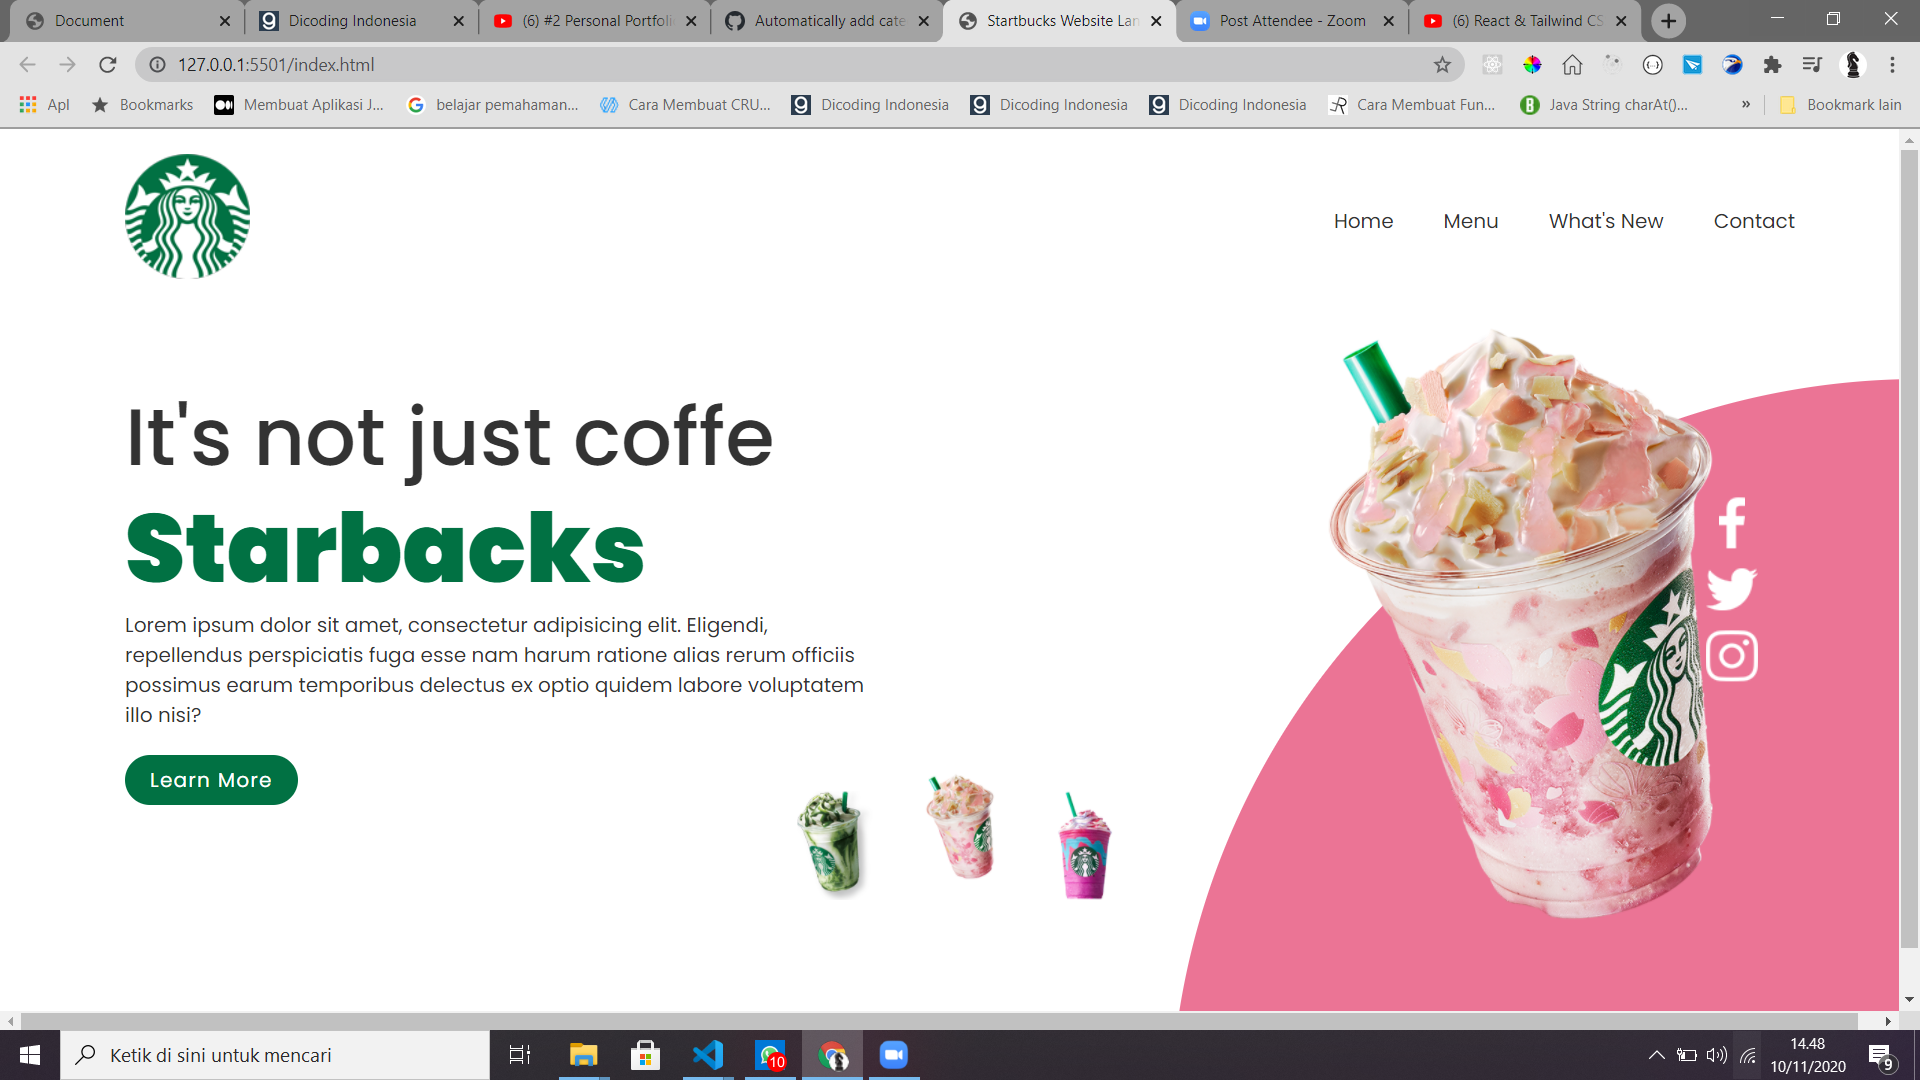 Document
Dicoding Indonesia
(6) #2 Personal Portfoli
Automatically add cate
Startbucks Website Lan
Post Attendee - Zoom
(6) React & Tailwind CS
127.0.0.1:5501/index.html
Apl
Bookmarks
Membuat Aplikasi J...
belajar pemahaman...
Cara Membuat CRU...
Dicoding Indonesia
Dicoding Indonesia
Dicoding Indonesia
Cara Membuat Fun...
Java String charAt()...
»
Bookmark lain
Home
Menu
What's New
Contact
It's not just coffe
Starbacks
Lorem ipsum dolor sit amet, consectetur adipisicing elit. Eligendi,
repellendus perspiciatis fuga esse nam harum ratione alias rerum officiis
possimus earum temporibus delectus ex optio quidem labore voluptatem
illo nisi?
Learn More
Ketik di sini untuk mencari
10
14.48
10/11/2020
9